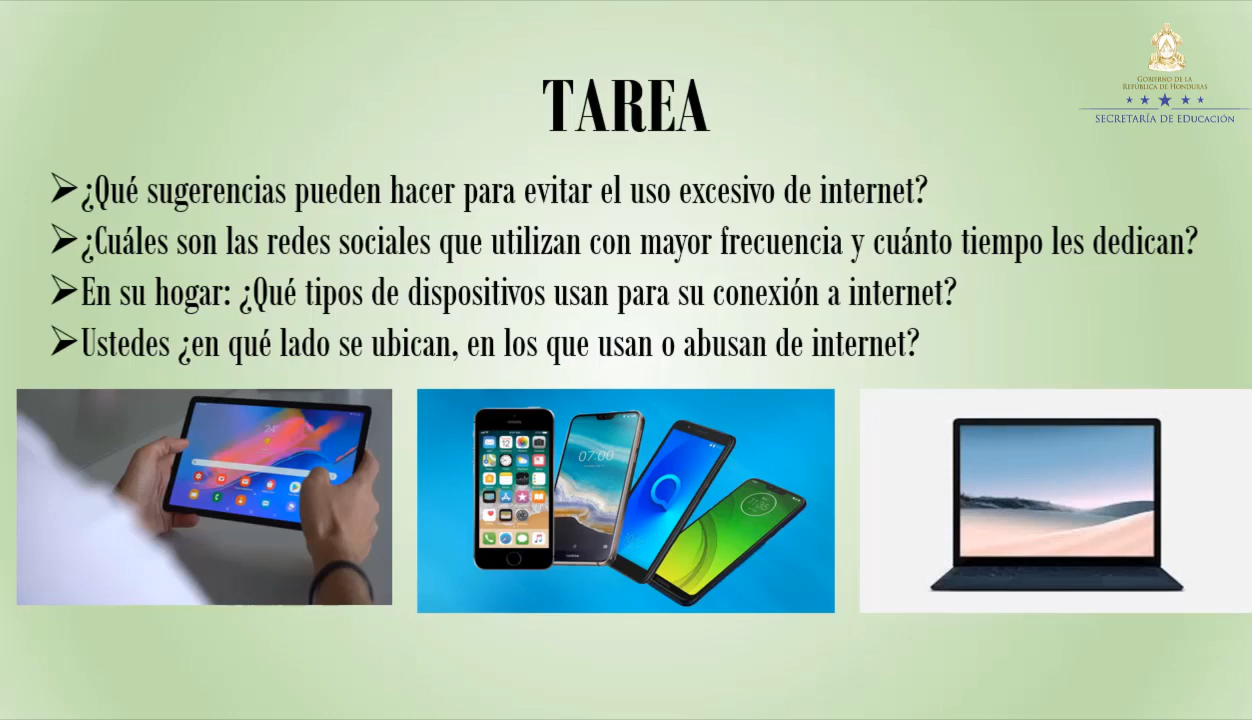 GOBIERNO DE LA
REPÚBLICA DE HONDURAS
SECRETARÍA DE EDUCACIÓN
TAREA
¿Qué sugerencias pueden hacer para evitar el uso excesivo de internet?
¿Cuáles son las redes sociales que utilizan con mayor frecuencia y cuánto tiempo les dedican?
En su hogar: ¿Qué tipos de dispositivos usan para su conexión a internet?
Ustedes ¿en qué lado se ubican, en los que usan o abusan de internet?
24°
07:00